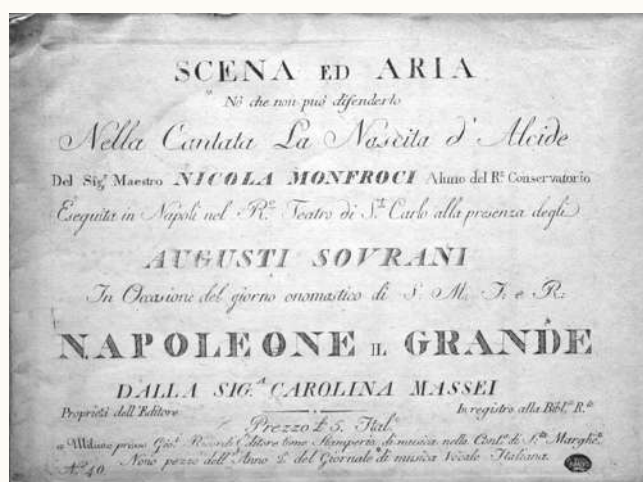 SCENA ED ARIA
Nò che non può difenderlo
Nella Cantata La Nascita d'Alcide
Del Sig.r Maestro NICOLA MONFROCI Aluno del R.e Conservatorio
Eseguita in Napoli nel R.e Teatro di S.t Carlo alla presenza degli
AUGUSTI SOVRANI
In Occasione del giorno onomastico di S. M. I. e R.
NAPOLEONE IL GRANDE
DALLA SIG.A CAROLINA MASSEI
Proprietà dell'Editore
In registro alla Bibl.a R.e
Prezzo £ 5. Ital.e
Milano presso Gio. Ricordi Editore tiene Stamperia di musica nella Cont.a di S.ta Marghe.ta
N.o 40. Nono pezzo dell'Anno 2. del Giornale di musica Vocale Italiana.